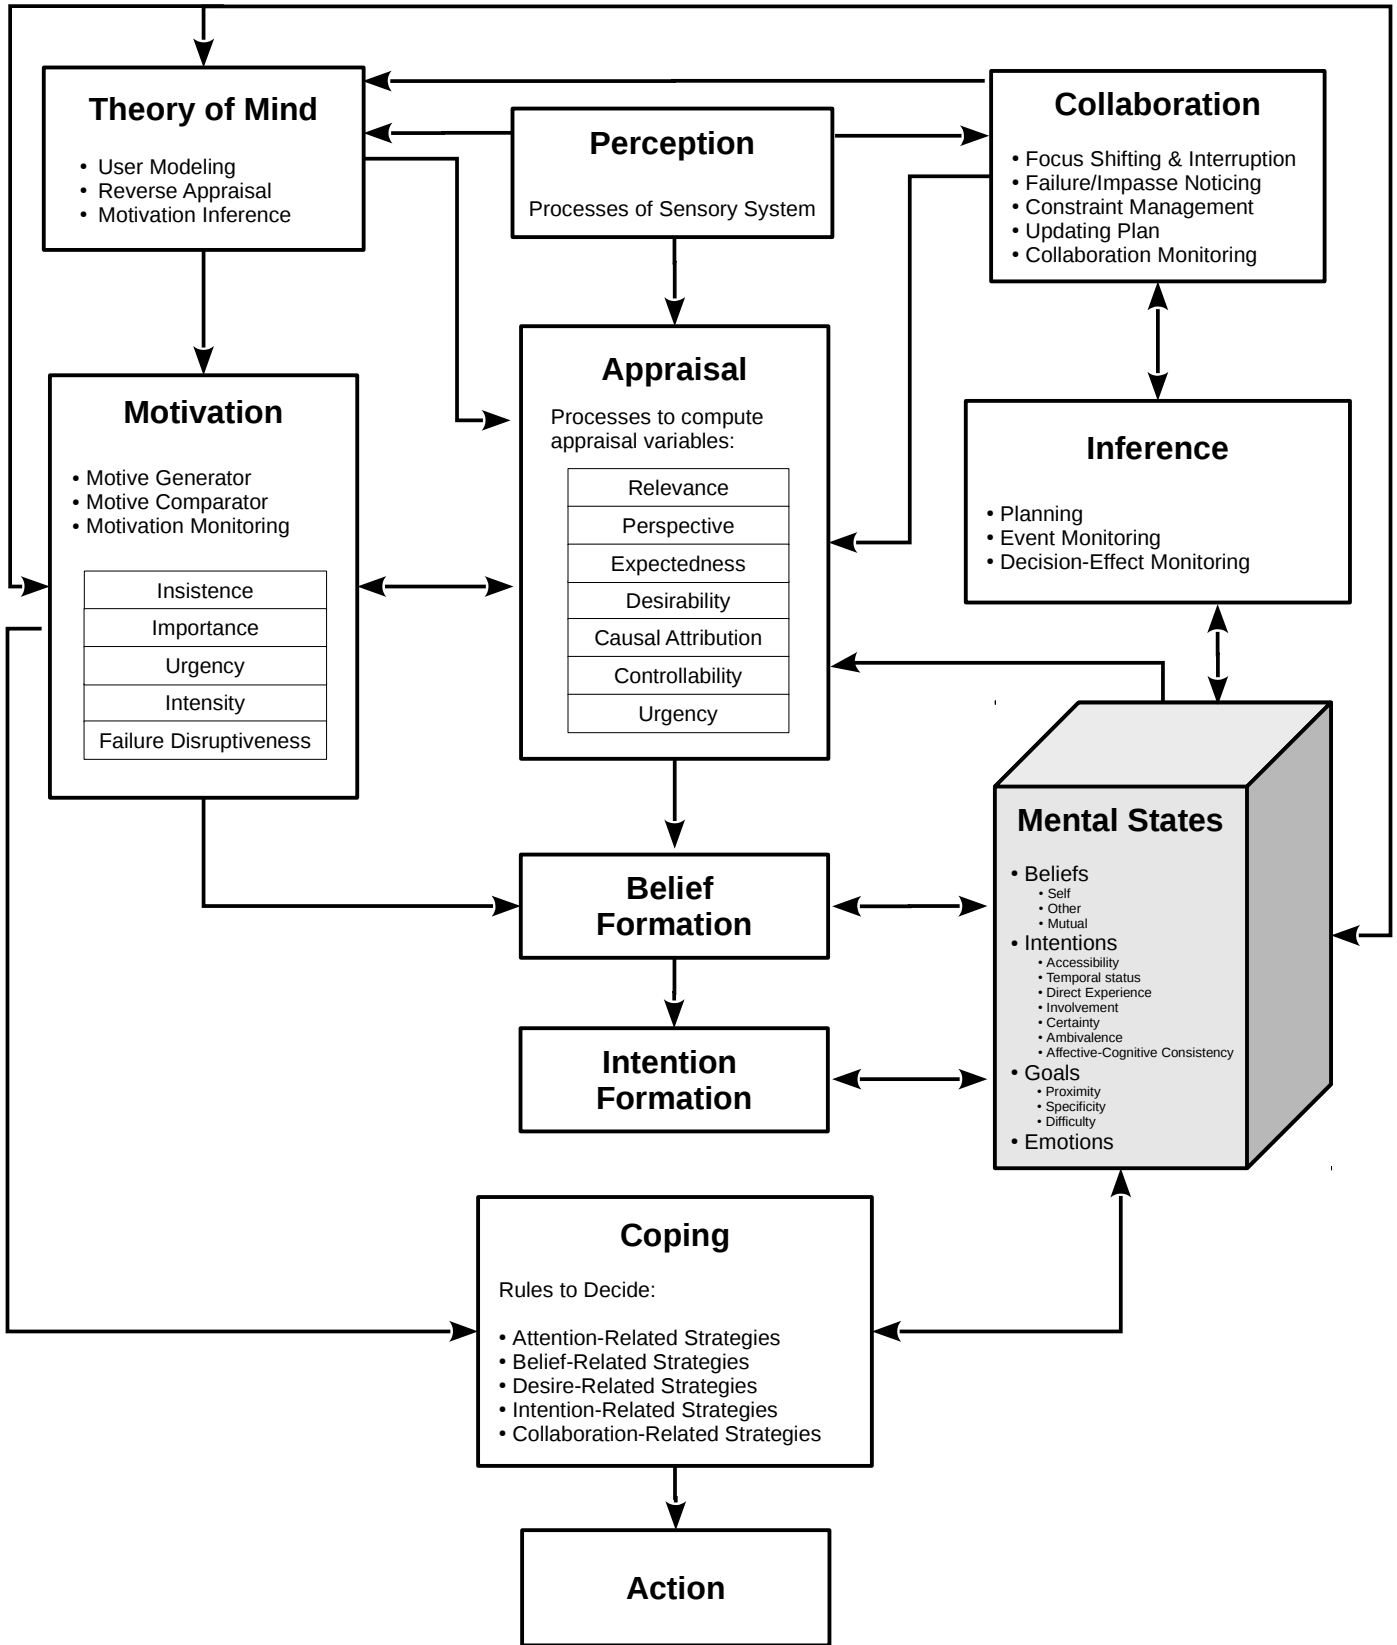 Theory of Mind
• User Modeling
• Reverse Appraisal
• Motivation Inference
Perception
Processes of Sensory System
Collaboration
• Focus Shifting & Interruption
• Failure/Impasse Noticing
• Constraint Management
• Updating Plan
• Collaboration Monitoring
Motivation
• Motive Generator
• Motive Comparator
• Motivation Monitoring
Insistence
Importance
Urgency
Intensity
Failure Disruptiveness
Appraisal
Processes to compute
appraisal variables:
Relevance
Perspective
Expectedness
Desirability
Causal Attribution
Controllability
Urgency
Inference
• Planning
• Event Monitoring
• Decision-Effect Monitoring
Mental States
• Beliefs
• Self
• Other
• Mutual
• Intentions
• Accessibility
• Temporal status
• Direct Experience
• Involvement
• Certainty
• Ambivalence
• Affective-Cognitive Consistency
• Goals
• Proximity
• Specificity
• Difficulty
• Emotions
Belief
Formation
Intention
Formation
Coping
Rules to Decide:
• Attention-Related Strategies
• Belief-Related Strategies
• Desire-Related Strategies
• Intention-Related Strategies
• Collaboration-Related Strategies
Action